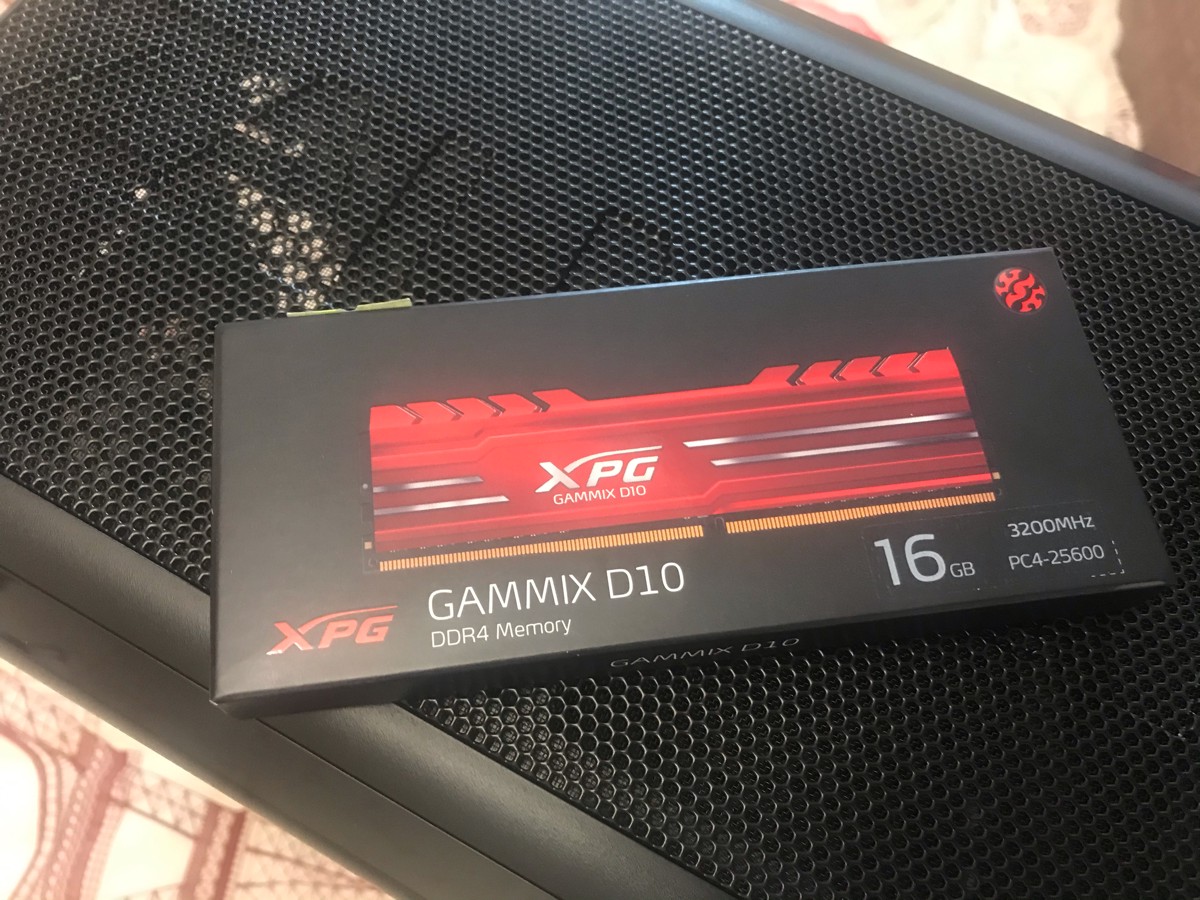 XPG
GAMMIX D10
XPG
GAMMIX D10
DDR4 Memory
16GB
3200MHz
PC4-25600
GAMMIX D10